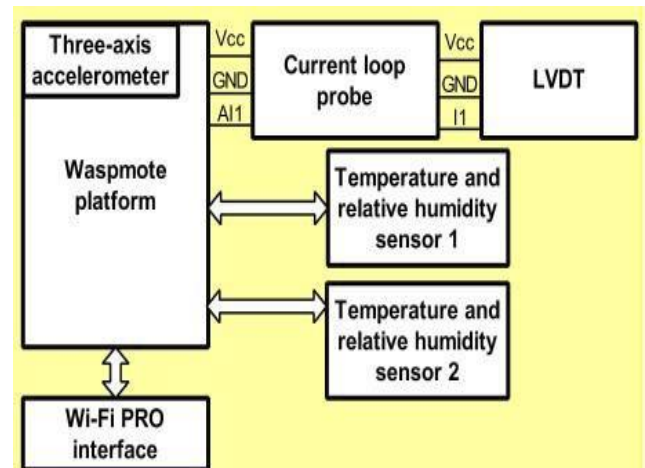 Three-axis
accelerometer
Waspmote
platform
Vcc
GND
AI1
Current loop
probe
Vcc
GND
I1
LVDT
Temperature and
relative humidity
sensor 1
Temperature and
relative humidity
sensor 2
Wi-Fi PRO
interface